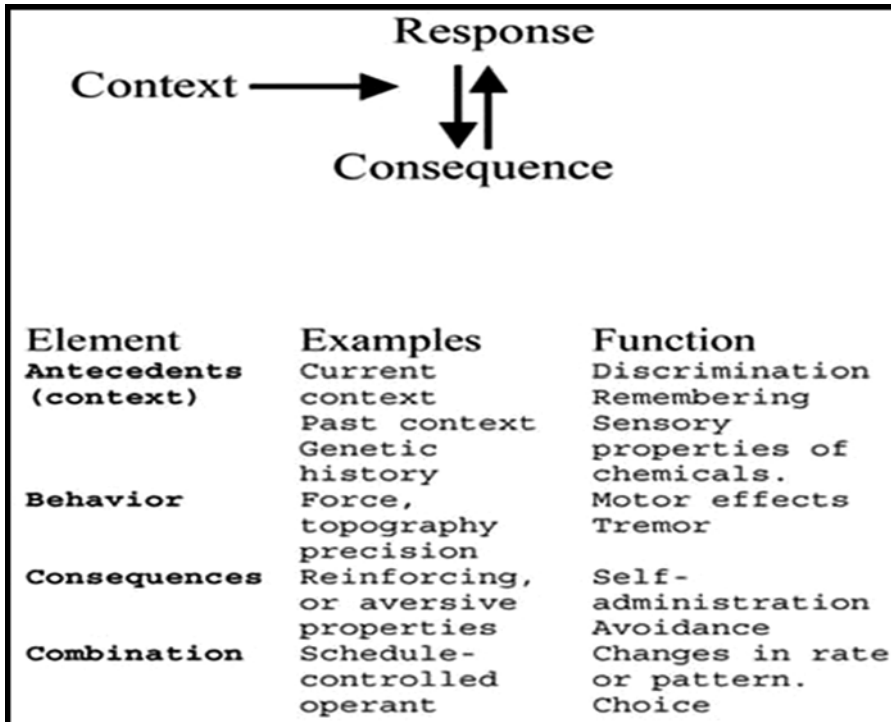 Response
Context
Consequence
Element Examples Function
Antecedents Current Discrimination
(context) context Remembering
Past context Sensory
Genetic properties of
history chemicals.
Behavior Force, Motor effects
topography Tremor
precision
Consequences Reinforcing, Self-
or aversive administration
properties Avoidance
Combination Schedule- Changes in rate
controlled or pattern.
operant Choice